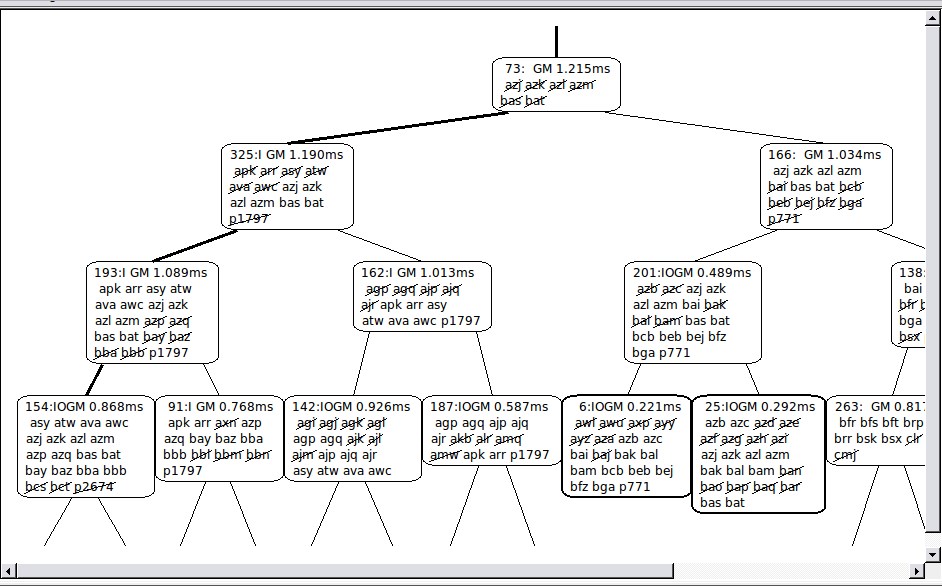 73:  GM 1.215ms
azj azk azl azm
bas bat
325:I GM 1.190ms
apk arr asy atw
ava awc azj azk
azl azm bas bat
p1797
166:  GM 1.034ms
azj azk azl azm
bai bas bat bcb
beb bej bfz bga
p771
193:I GM 1.089ms
apk arr asy atw
ava awc azj azk
azl azm azp azq
bas bat bay baz
bba bbb p1797
162:I GM 1.013ms
agp agq ajp ajq
ajr apk arr asy
atw ava awc p1797
201:IOGM 0.489ms
azb azc azj azk
azl azm bai bak
bal bam bas bat
bcb beb bej bfz
bga p771
138:
bai
bfr b
bga
bsx
154:IOGM 0.868ms
asy atw ava awc
azj azk azl azm
azp azq bas bat
bay baz bba bbb
bcs bct p2674
91:I GM 0.768ms
apk arr axn azp
azq bay baz bba
bbb bbl bbm bbn
p1797
142:IOGM 0.926ms
agi agj agk agl
agp agq ajk ajl
ajm ajp ajq ajr
asy atw ava awc
187:IOGM 0.587ms
agp agq ajp ajq
ajr akb alr amq
amw apk arr p1797
6:IOGM 0.221ms
awl awu axp ayy
ayz aza azb azc
bai baj bak bal
bam bcb beb bej
bfz bga p771
25:IOGM 0.292ms
azb azc azd aze
azf azg azh azi
azj azk azl azm
bak bal bam ban
bao bap baq bar
bas bat
263:  GM 0.817
bfr bfs bft brp
brr bsk bsx clr
cmj